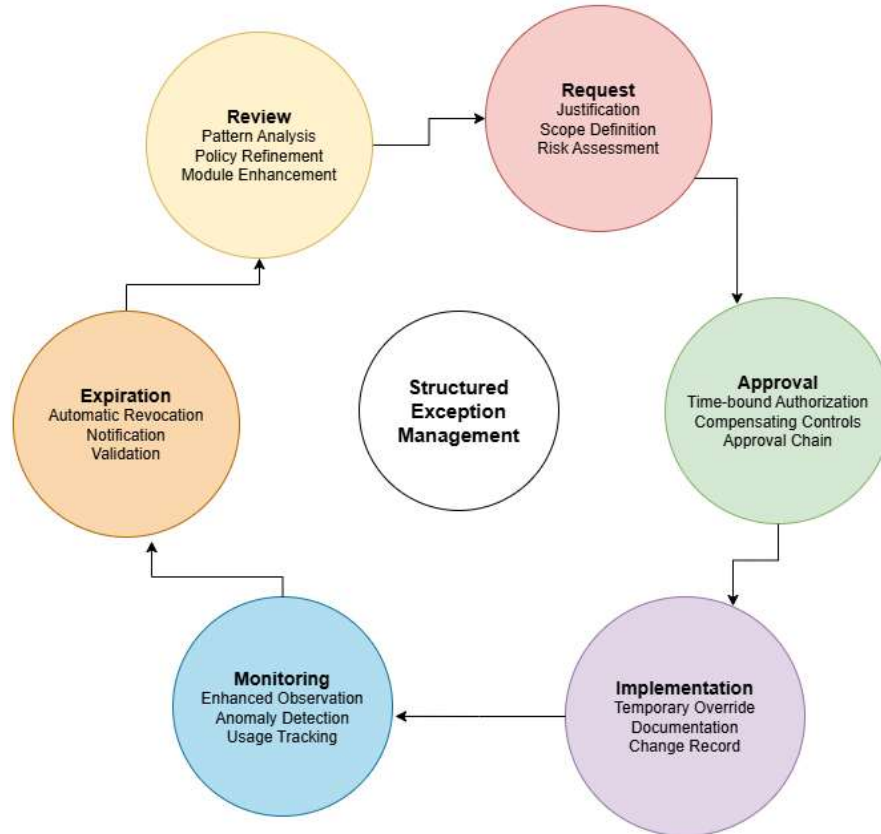 Review
Pattern Analysis
Policy Refinement
Module Enhancement
Request
Justification
Scope Definition
Risk Assessment
Expiration
Automatic Revocation
Notification
Validation
Structured
Exception
Management
Approval
Time-bound Authorization
Compensating Controls
Approval Chain
Monitoring
Enhanced Observation
Anomaly Detection
Usage Tracking
Implementation
Temporary Override
Documentation
Change Record